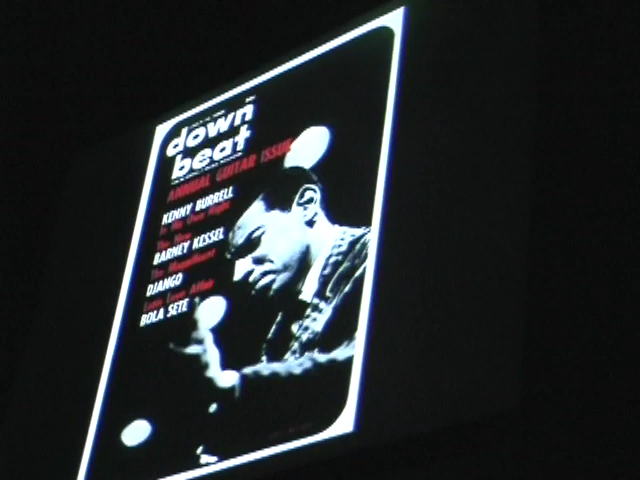 down
beat
ANNUAL GUITAR ISSUE
KENNY BURRELL
In His Own Right
The New
BARNEY KESSEL
The Magnificent
DJANGO
Latin Love Affair
BOLA SETE